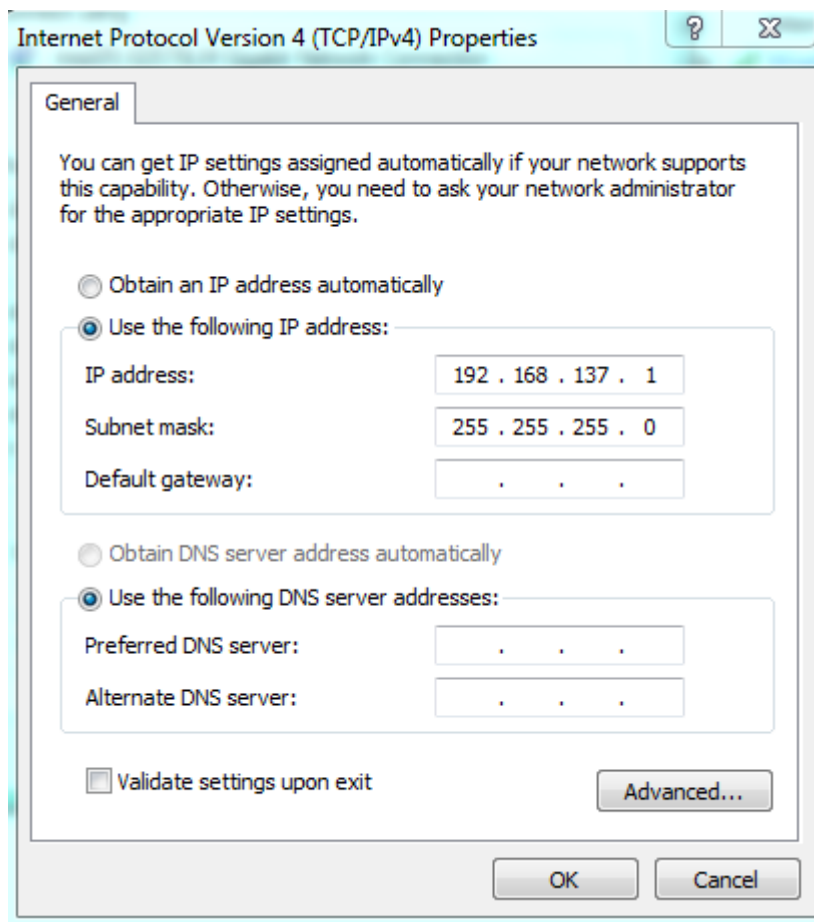 Internet Protocol Version 4 (TCP/IPv4) Properties
General
You can get IP settings assigned automatically if your network supports
this capability. Otherwise, you need to ask your network administrator
for the appropriate IP settings.
Obtain an IP address automatically
Use the following IP address:
IP address: 192 . 168 . 137 . 1
Subnet mask: 255 . 255 . 255 . 0
Default gateway: . . .
Obtain DNS server address automatically
Use the following DNS server addresses:
Preferred DNS server: . . .
Alternate DNS server: . . .
Validate settings upon exit
Advanced...
OK Cancel